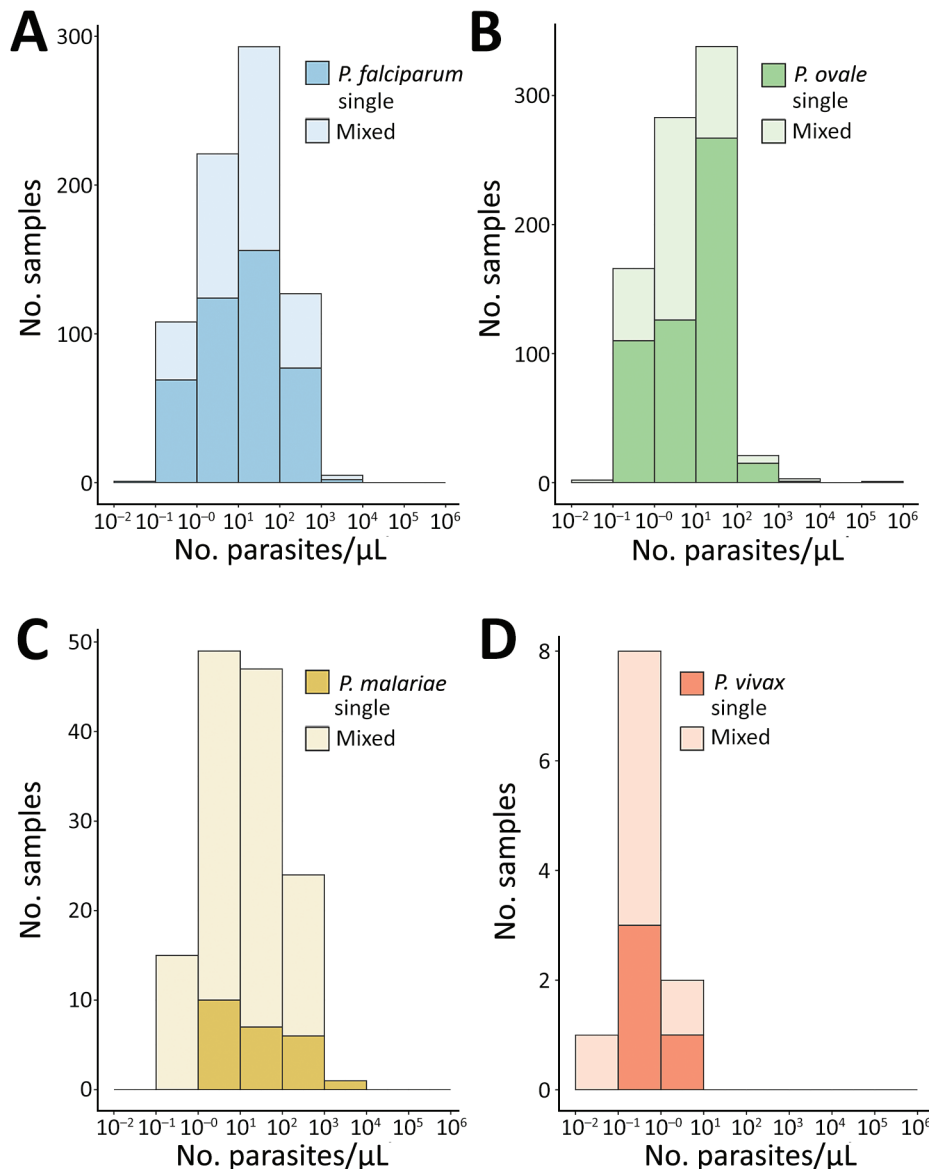 A
300
200
100
0
No. samples
P. falciparum
single
Mixed
10⁻² 10⁻¹ 10⁻⁰ 10¹ 10² 10³ 10⁴ 10⁵ 10⁶
No. parasites/µL
B
300
200
100
0
No. samples
P. ovale
single
Mixed
10⁻² 10⁻¹ 10⁻⁰ 10¹ 10² 10³ 10⁴ 10⁵ 10⁶
No. parasites/µL
C
50
40
30
20
10
0
No. samples
P. malariae
single
Mixed
10⁻² 10⁻¹ 10⁻⁰ 10¹ 10² 10³ 10⁴ 10⁵ 10⁶
No. parasites/µL
D
8
6
4
2
0
No. samples
P. vivax
single
Mixed
10⁻² 10⁻¹ 10⁻⁰ 10¹ 10² 10³ 10⁴ 10⁵ 10⁶
No. parasites/µL